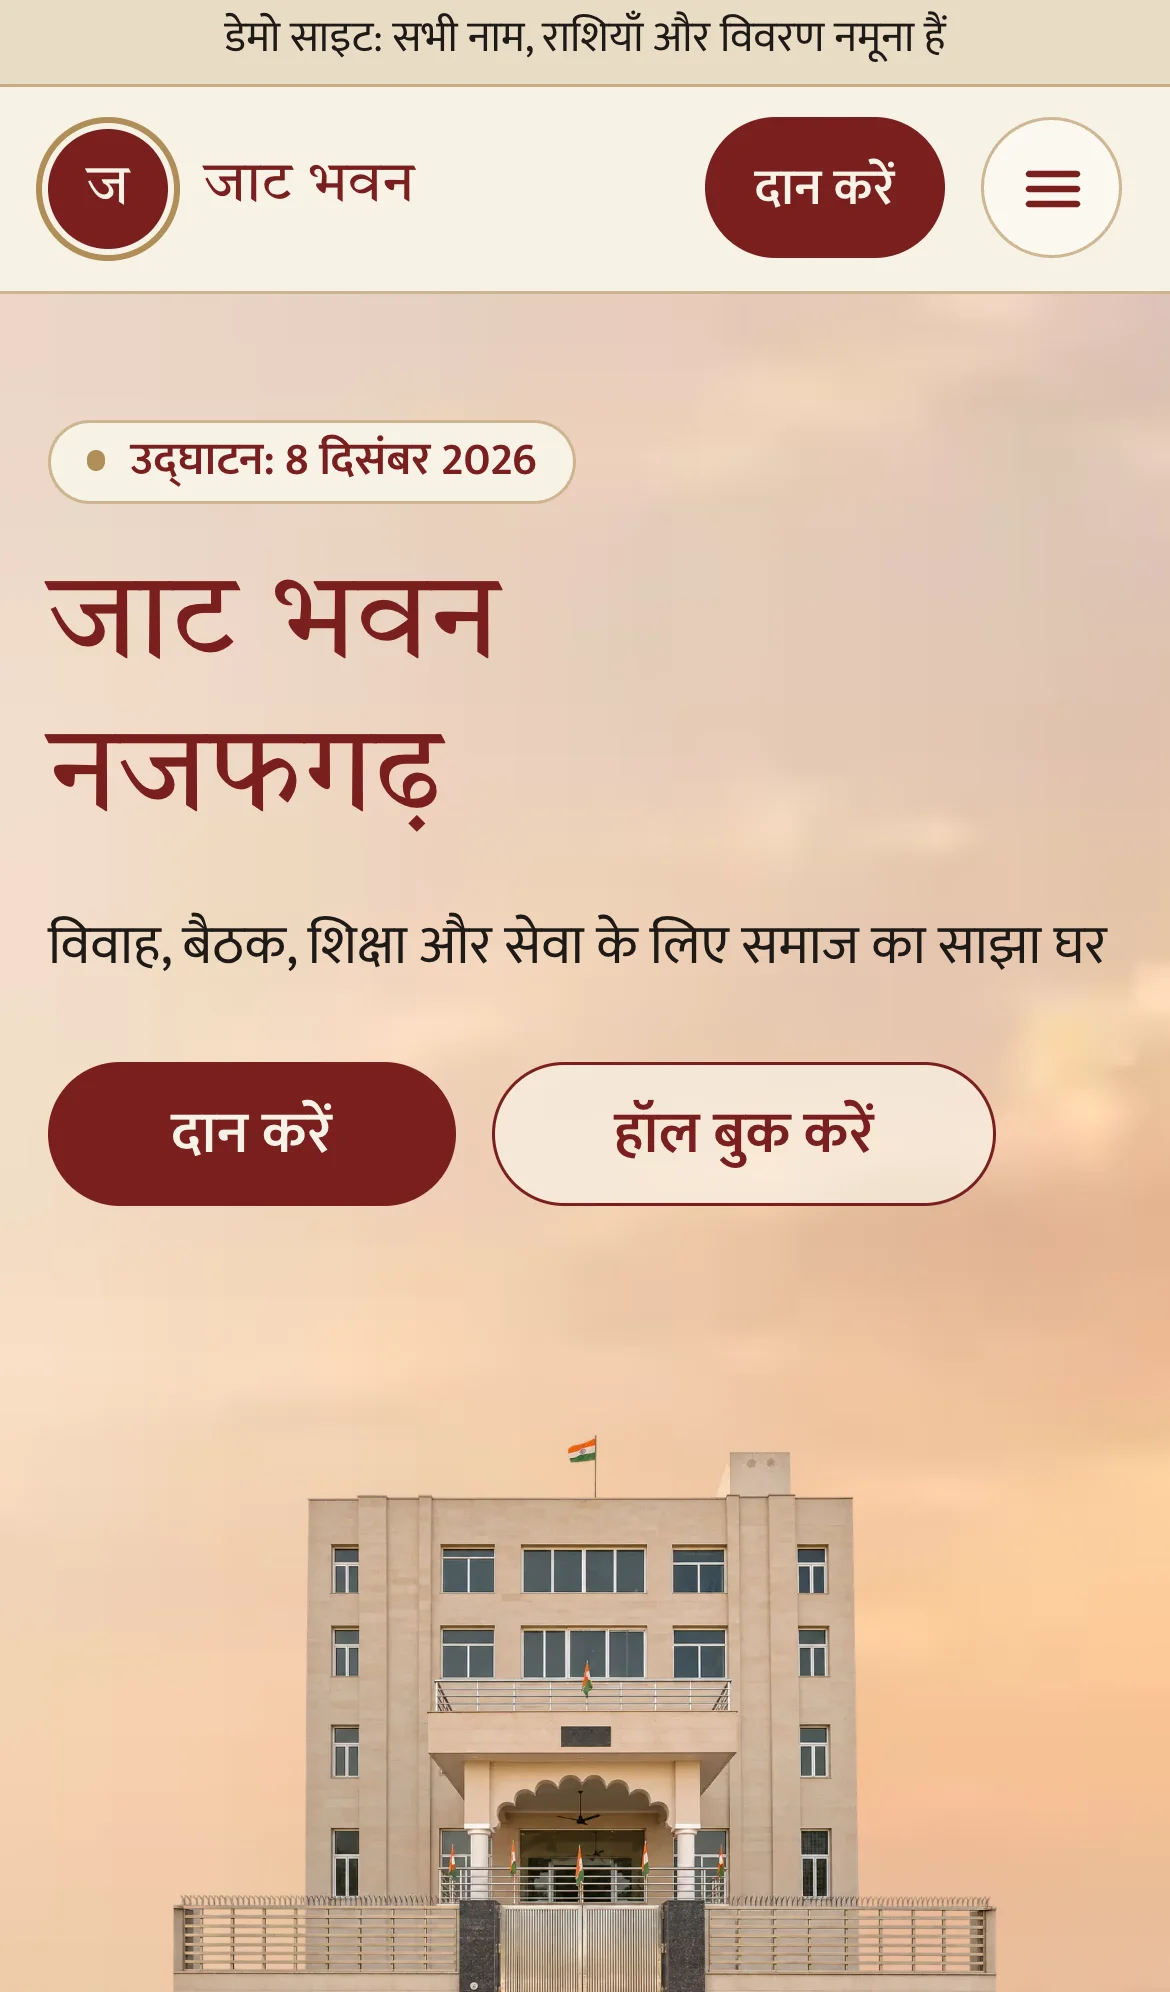 डेमो साइट: सभी नाम, राशियाँ और विवरण नमूना हैं
ज
जाट भवन
दान करें
उद्घाटन: 8 दिसंबर 2026
जाट भवन
नजफगढ़
विवाह, बैठक, शिक्षा और सेवा के लिए समाज का साझा घर
दान करें
हॉल बुक करें